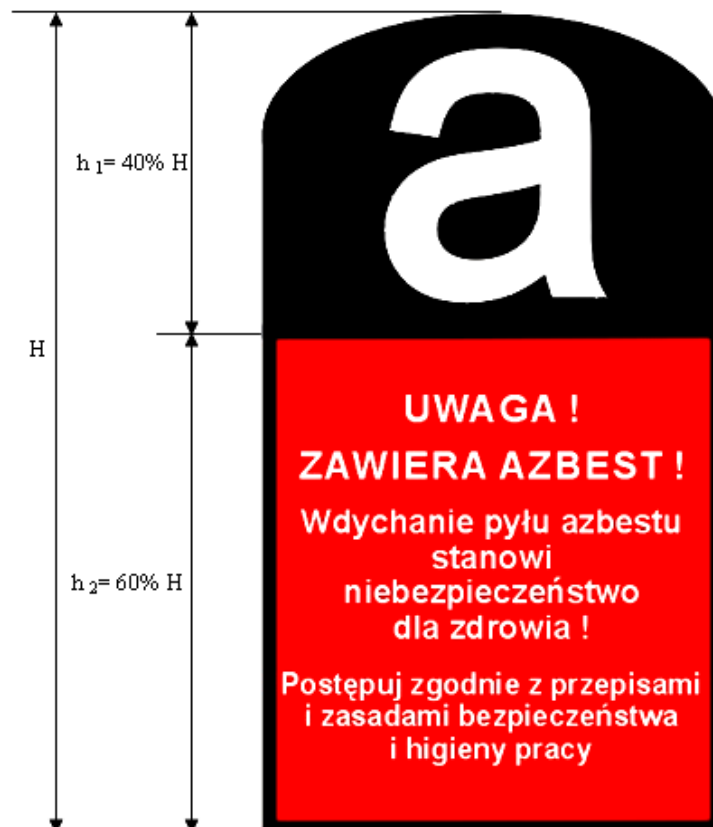 a
h 1= 40% H
H
UWAGA !
ZAWIERA AZBEST !
Wdychanie pyłu azbestu
stanowi
niebezpieczeństwo
dla zdrowia !
h 2= 60% H
Postępuj zgodnie z przepisami
i zasadami bezpieczeństwa
i higieny pracy